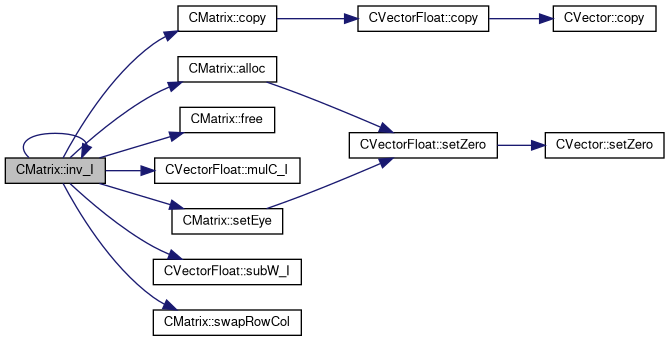 CMatrix::inv_I
CMatrix::copy
CMatrix::alloc
CMatrix::free
CVectorFloat::mulC_I
CMatrix::setEye
CVectorFloat::subW_I
CMatrix::swapRowCol
CVectorFloat::copy
CVectorFloat::setZero
CVector::copy
CVector::setZero